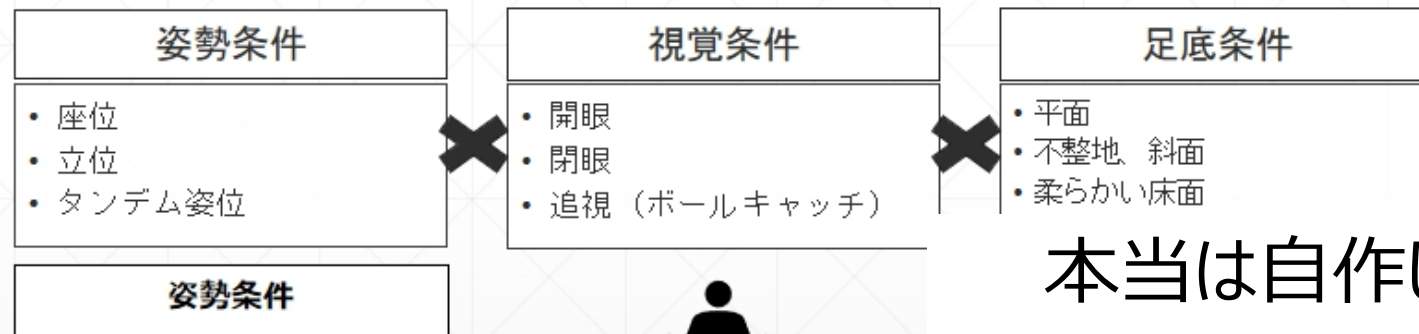 姿勢条件
• 座位
• 立位
• タンデム姿位
視覚条件
• 開眼
• 閉眼
• 追視（ボールキャッチ）
足底条件
• 平面
• 不整地、斜面
• 柔らかい床面
姿勢条件
本当は自作